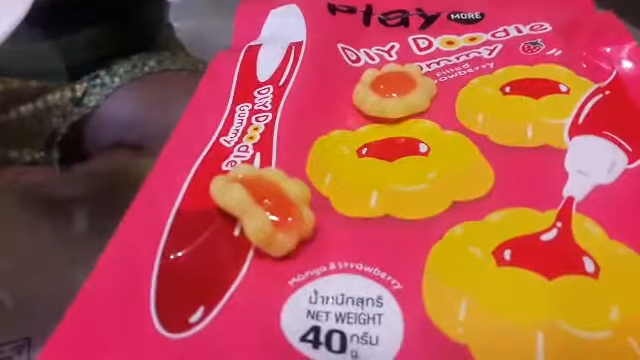 Play MORE
DIY Doodle
Gummy
Filled
Strawberry
DIY Doodle
Gummy
Mango & Strawberry
น้ำหนักสุทธิ
NET WEIGHT
40 กรัม
g.